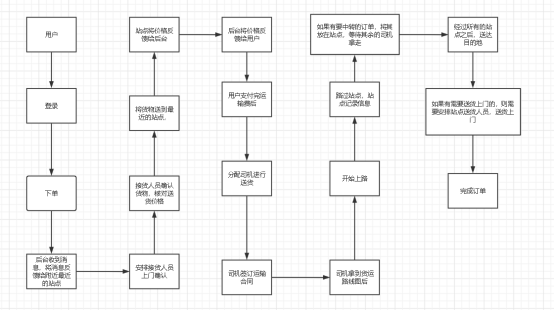 用户
登录
下单
后台收到消
息，将消息反
馈给附近最近
的站点
安排接货人员
上门确认
接货人员确认
货物，核对送
货价格
将货物送到最
近的站点。
站点将价格反
馈给后台
后台将价格反
馈给用户
用户支付完运
输费后
分配司机进行
送货
司机签订运输
合同
司机拿到货运
路线图后
开始上路
路过站点，站
点记录信息
如果有要中转的订单，将其
放在站点，等待其余的司机
拿走
经过所有的站
点之后，送达
目的地
如果有需要送货上门的，则需
要安排站点送货人员，送货上
门
完成订单